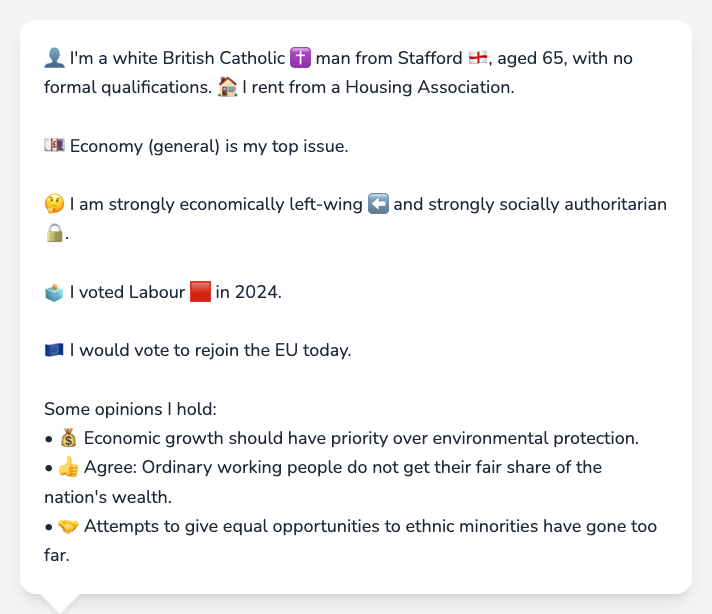 👤 I'm a white British Catholic ✝️ man from Stafford 🏴󠁧󠁢󠁥󠁮󠁧󠁿, aged 65, with no
formal qualifications. 🏠 I rent from a Housing Association.
💷 Economy (general) is my top issue.
🤔 I am strongly economically left-wing ⬅️ and strongly socially authoritarian
🔒.
🗳️ I voted Labour 🟥 in 2024.
🇪🇺 I would vote to rejoin the EU today.
Some opinions I hold:
• 💰 Economic growth should have priority over environmental protection.
• 👍 Agree: Ordinary working people do not get their fair share of the
nation's wealth.
• 🤝 Attempts to give equal opportunities to ethnic minorities have gone too
far.